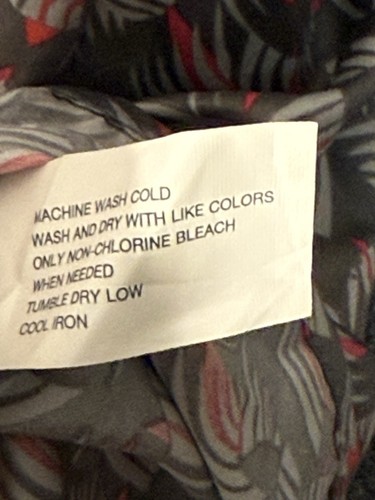 MACHINE WASH COLD
WASH AND DRY WITH LIKE COLORS
ONLY NON-CHLORINE BLEACH
WHEN NEEDED
TUMBLE DRY LOW
COOL IRON